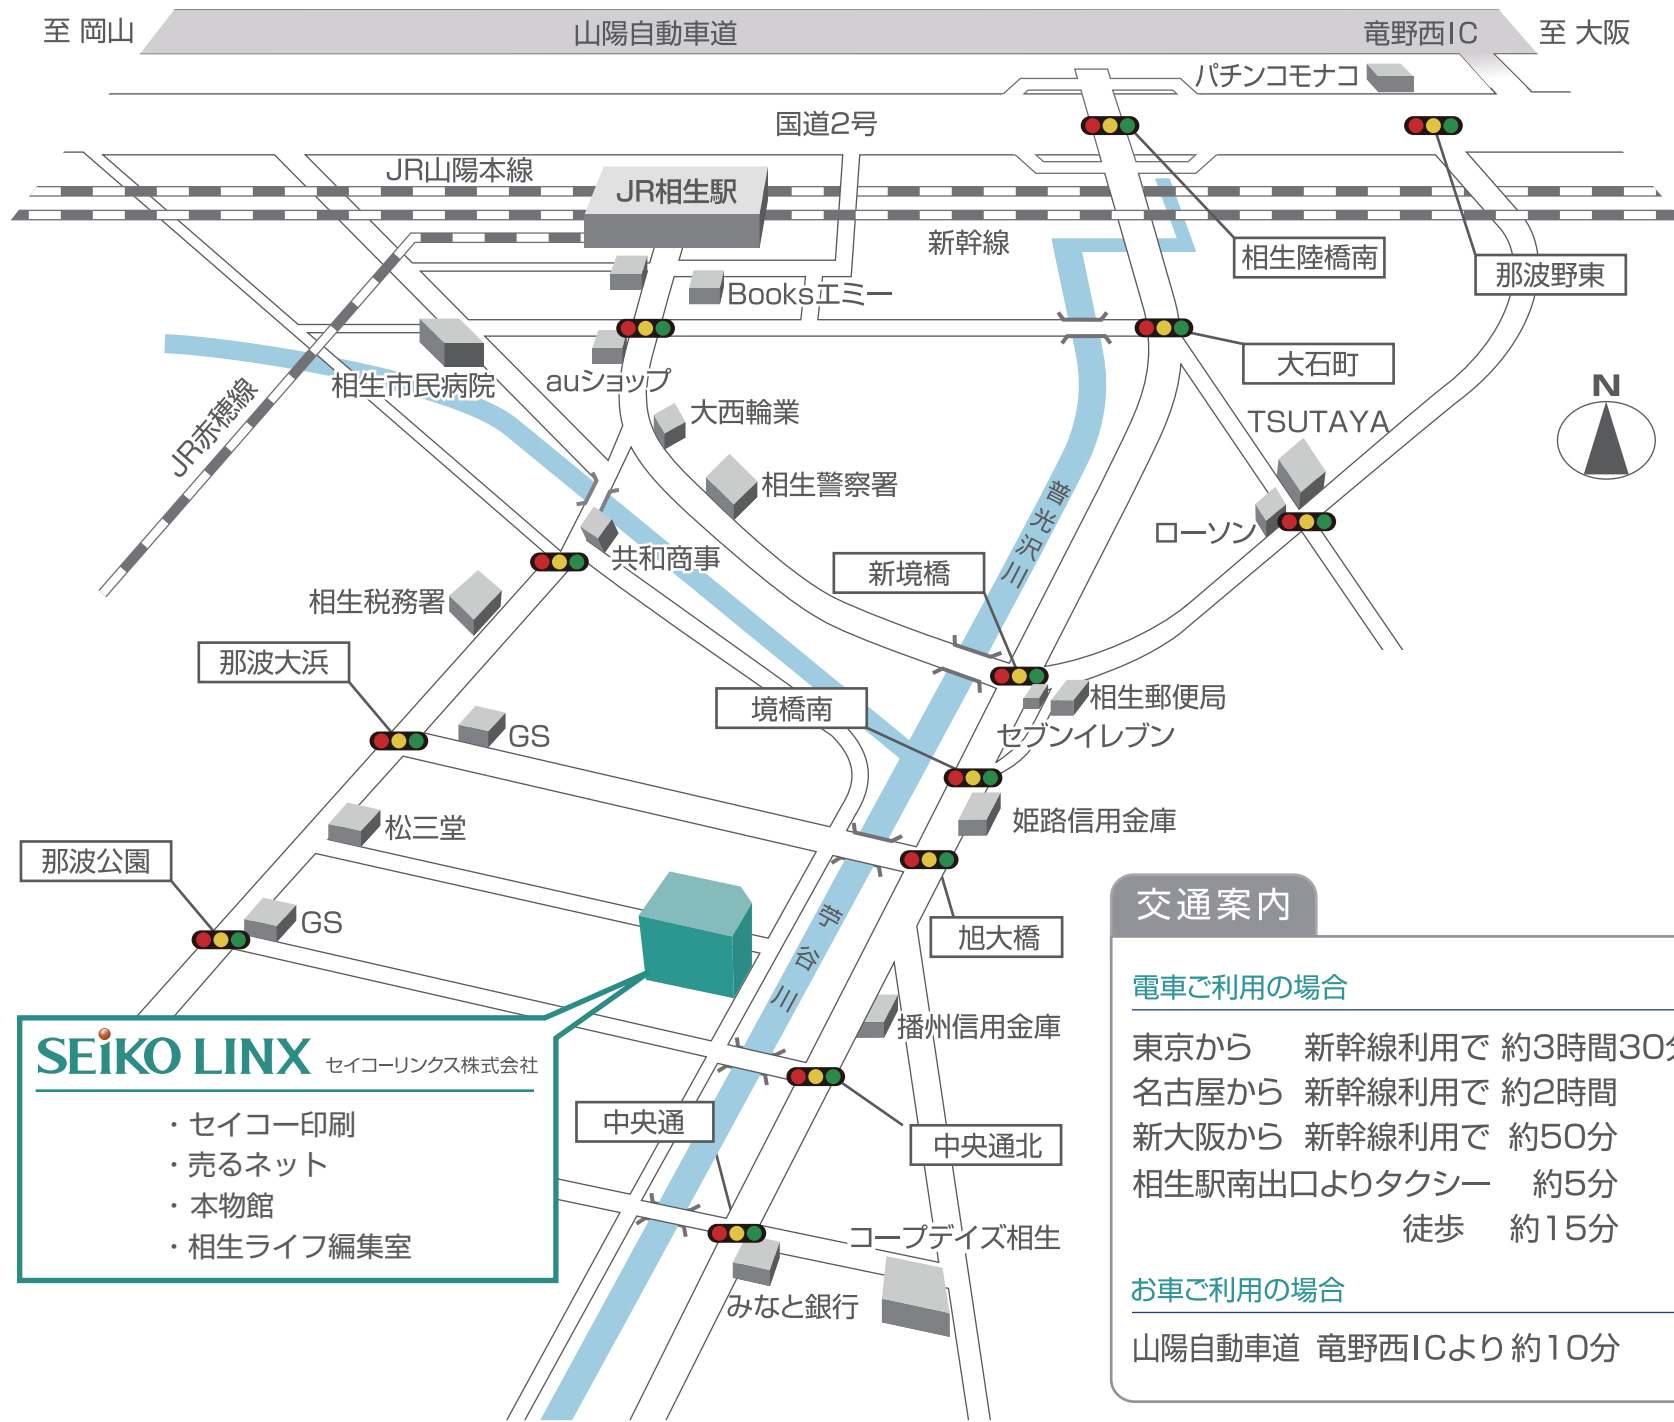 至 岡山
山陽自動車道
竜野西IC
至 大阪
パチンコモナコ
国道2号
JR山陽本線
JR相生駅
新幹線
相生陸橋南
那波野東
Booksエミー
大石町
相生市民病院
auショップ
JR赤穂線
大西輪業
TSUTAYA
N
相生警察署
普光沢川
ローソン
共和商事
新境橋
相生税務署
那波大浜
境橋南
相生郵便局
セブンイレブン
GS
松三堂
姫路信用金庫
那波公園
GS
苧谷川
旭大橋
播州信用金庫
SEiKO LINX セイコーリンクス株式会社
・セイコー印刷
・売るネット
・本物館
・相生ライフ編集室
中央通
中央通北
コープデイズ相生
みなと銀行
交通案内
電車ご利用の場合
東京から 新幹線利用で 約3時間30分
名古屋から 新幹線利用で 約2時間
新大阪から 新幹線利用で 約50分
相生駅南出口よりタクシー 約5分
徒歩 約15分
お車ご利用の場合
山陽自動車道 竜野西ICより 約10分